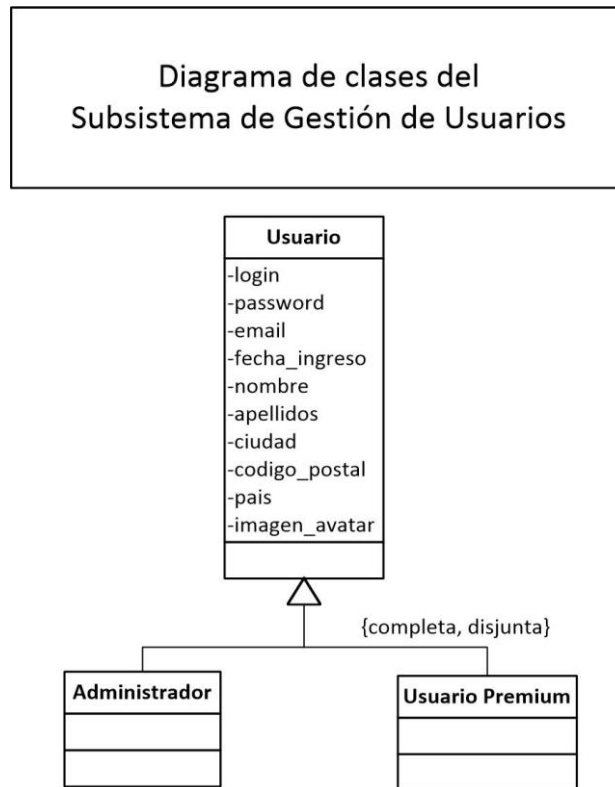 Diagrama de clases del
Subsistema de Gestión de Usuarios
Usuario
-login
-password
-email
-fecha_ingreso
-nombre
-apellidos
-ciudad
-codigo_postal
-pais
-imagen_avatar
{completa, disjunta}
Administrador
Usuario Premium